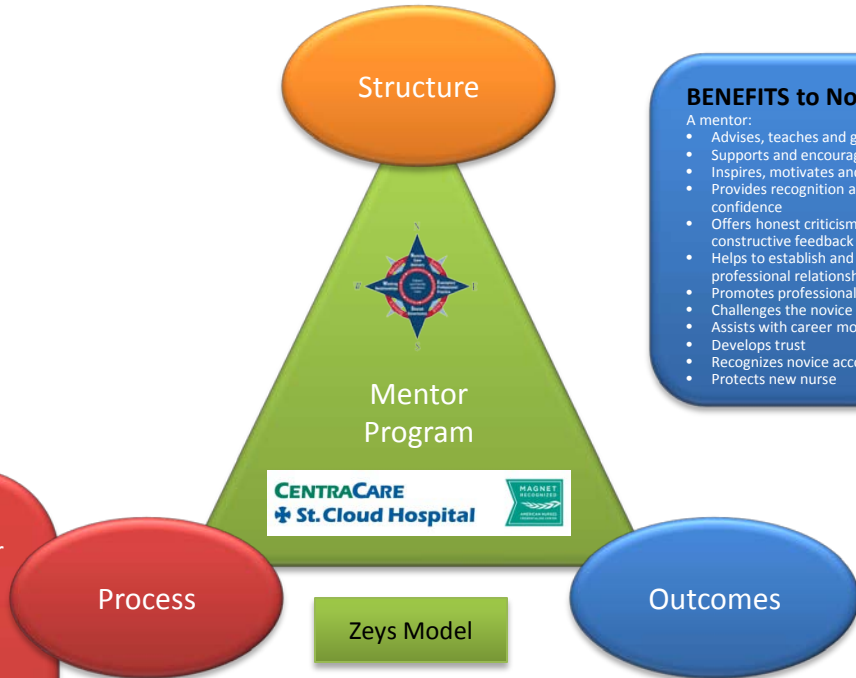 Structure
BENEFITS to No
A mentor:
• Advises, teaches and g
• Supports and encourag
• Inspires, motivates and
• Provides recognition a
confidence
• Offers honest criticism
constructive feedback
• Helps to establish and
professional relationsh
• Promotes professional
• Challenges the novice
• Assists with career mo
• Develops trust
• Recognizes novice acc
• Protects new nurse
N
W
S
Mentor
Program
CENTRACARE
St. Cloud Hospital
MAGNET
RECOGNIZED
r
Process
Zeys Model
Outcomes